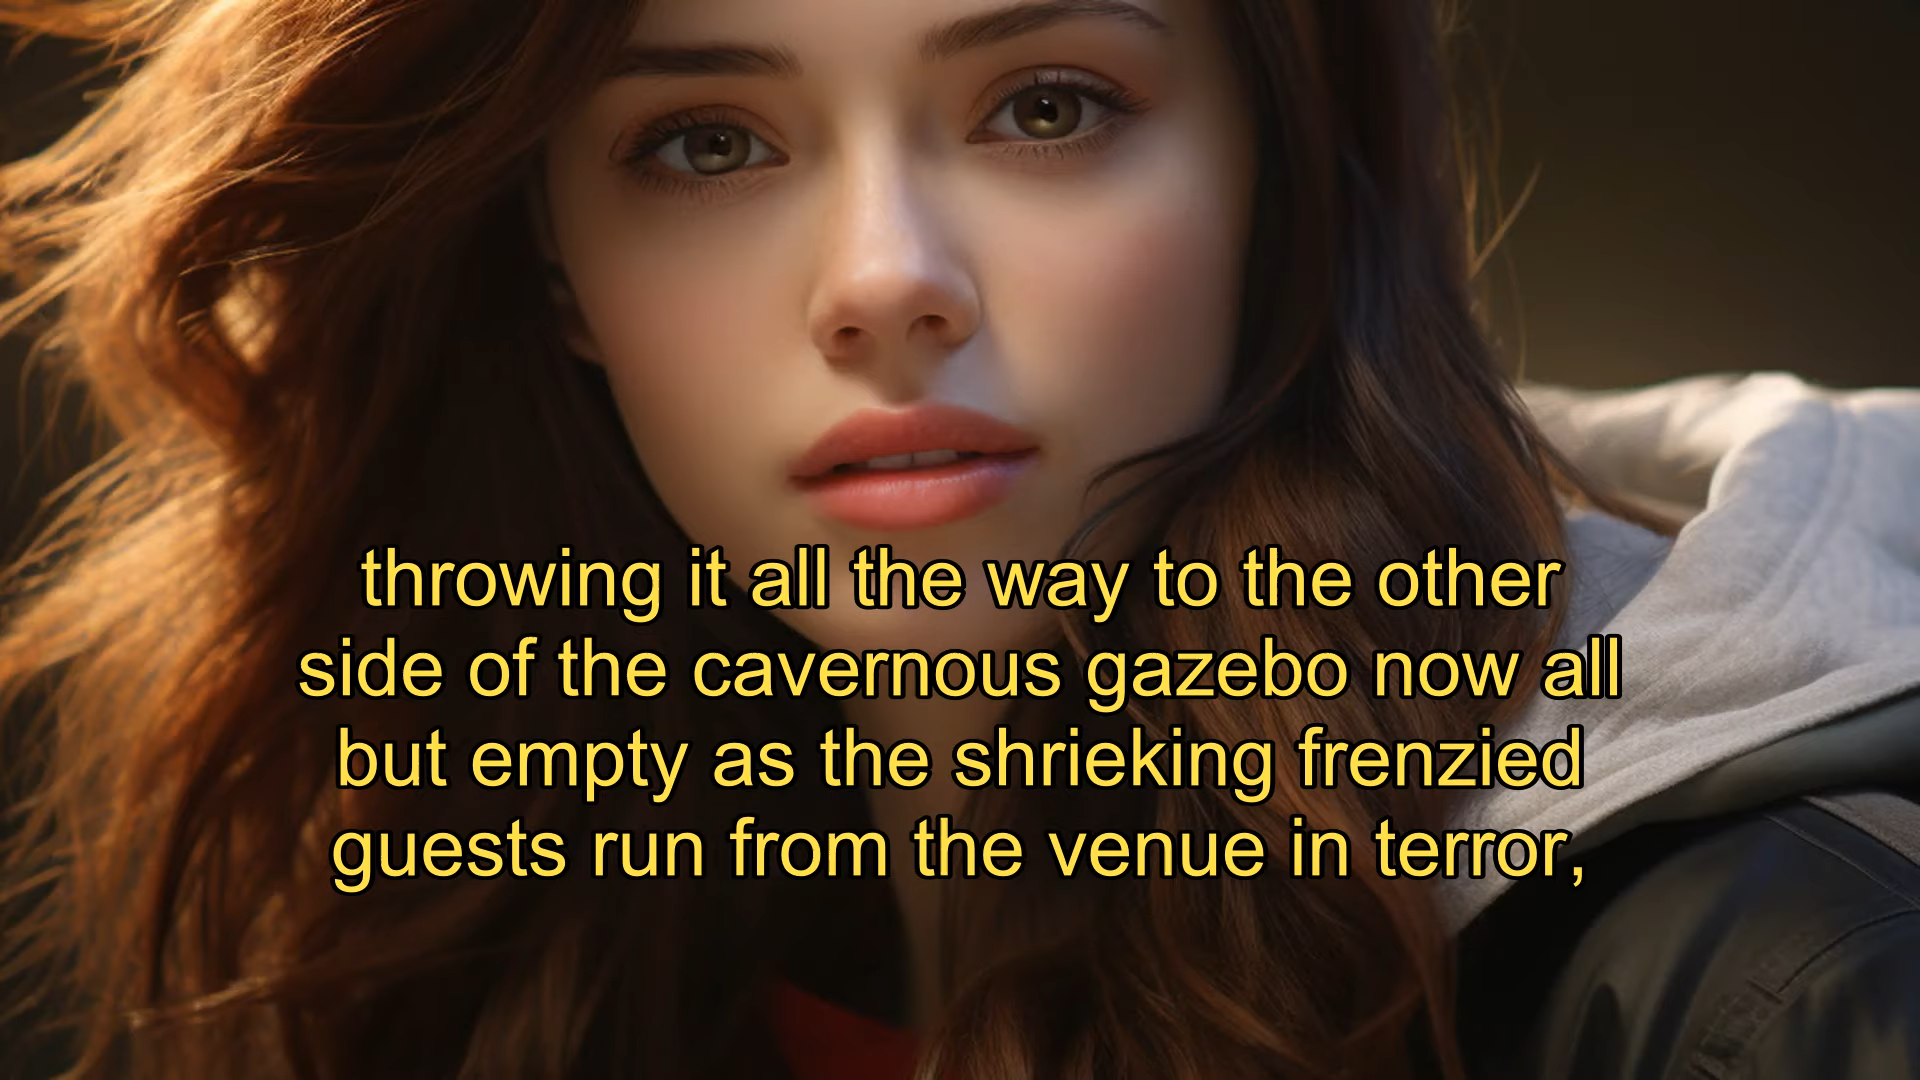 throwing it all the way to the other
side of the cavernous gazebo now all
but empty as the shrieking frenzied
guests run from the venue in terror,